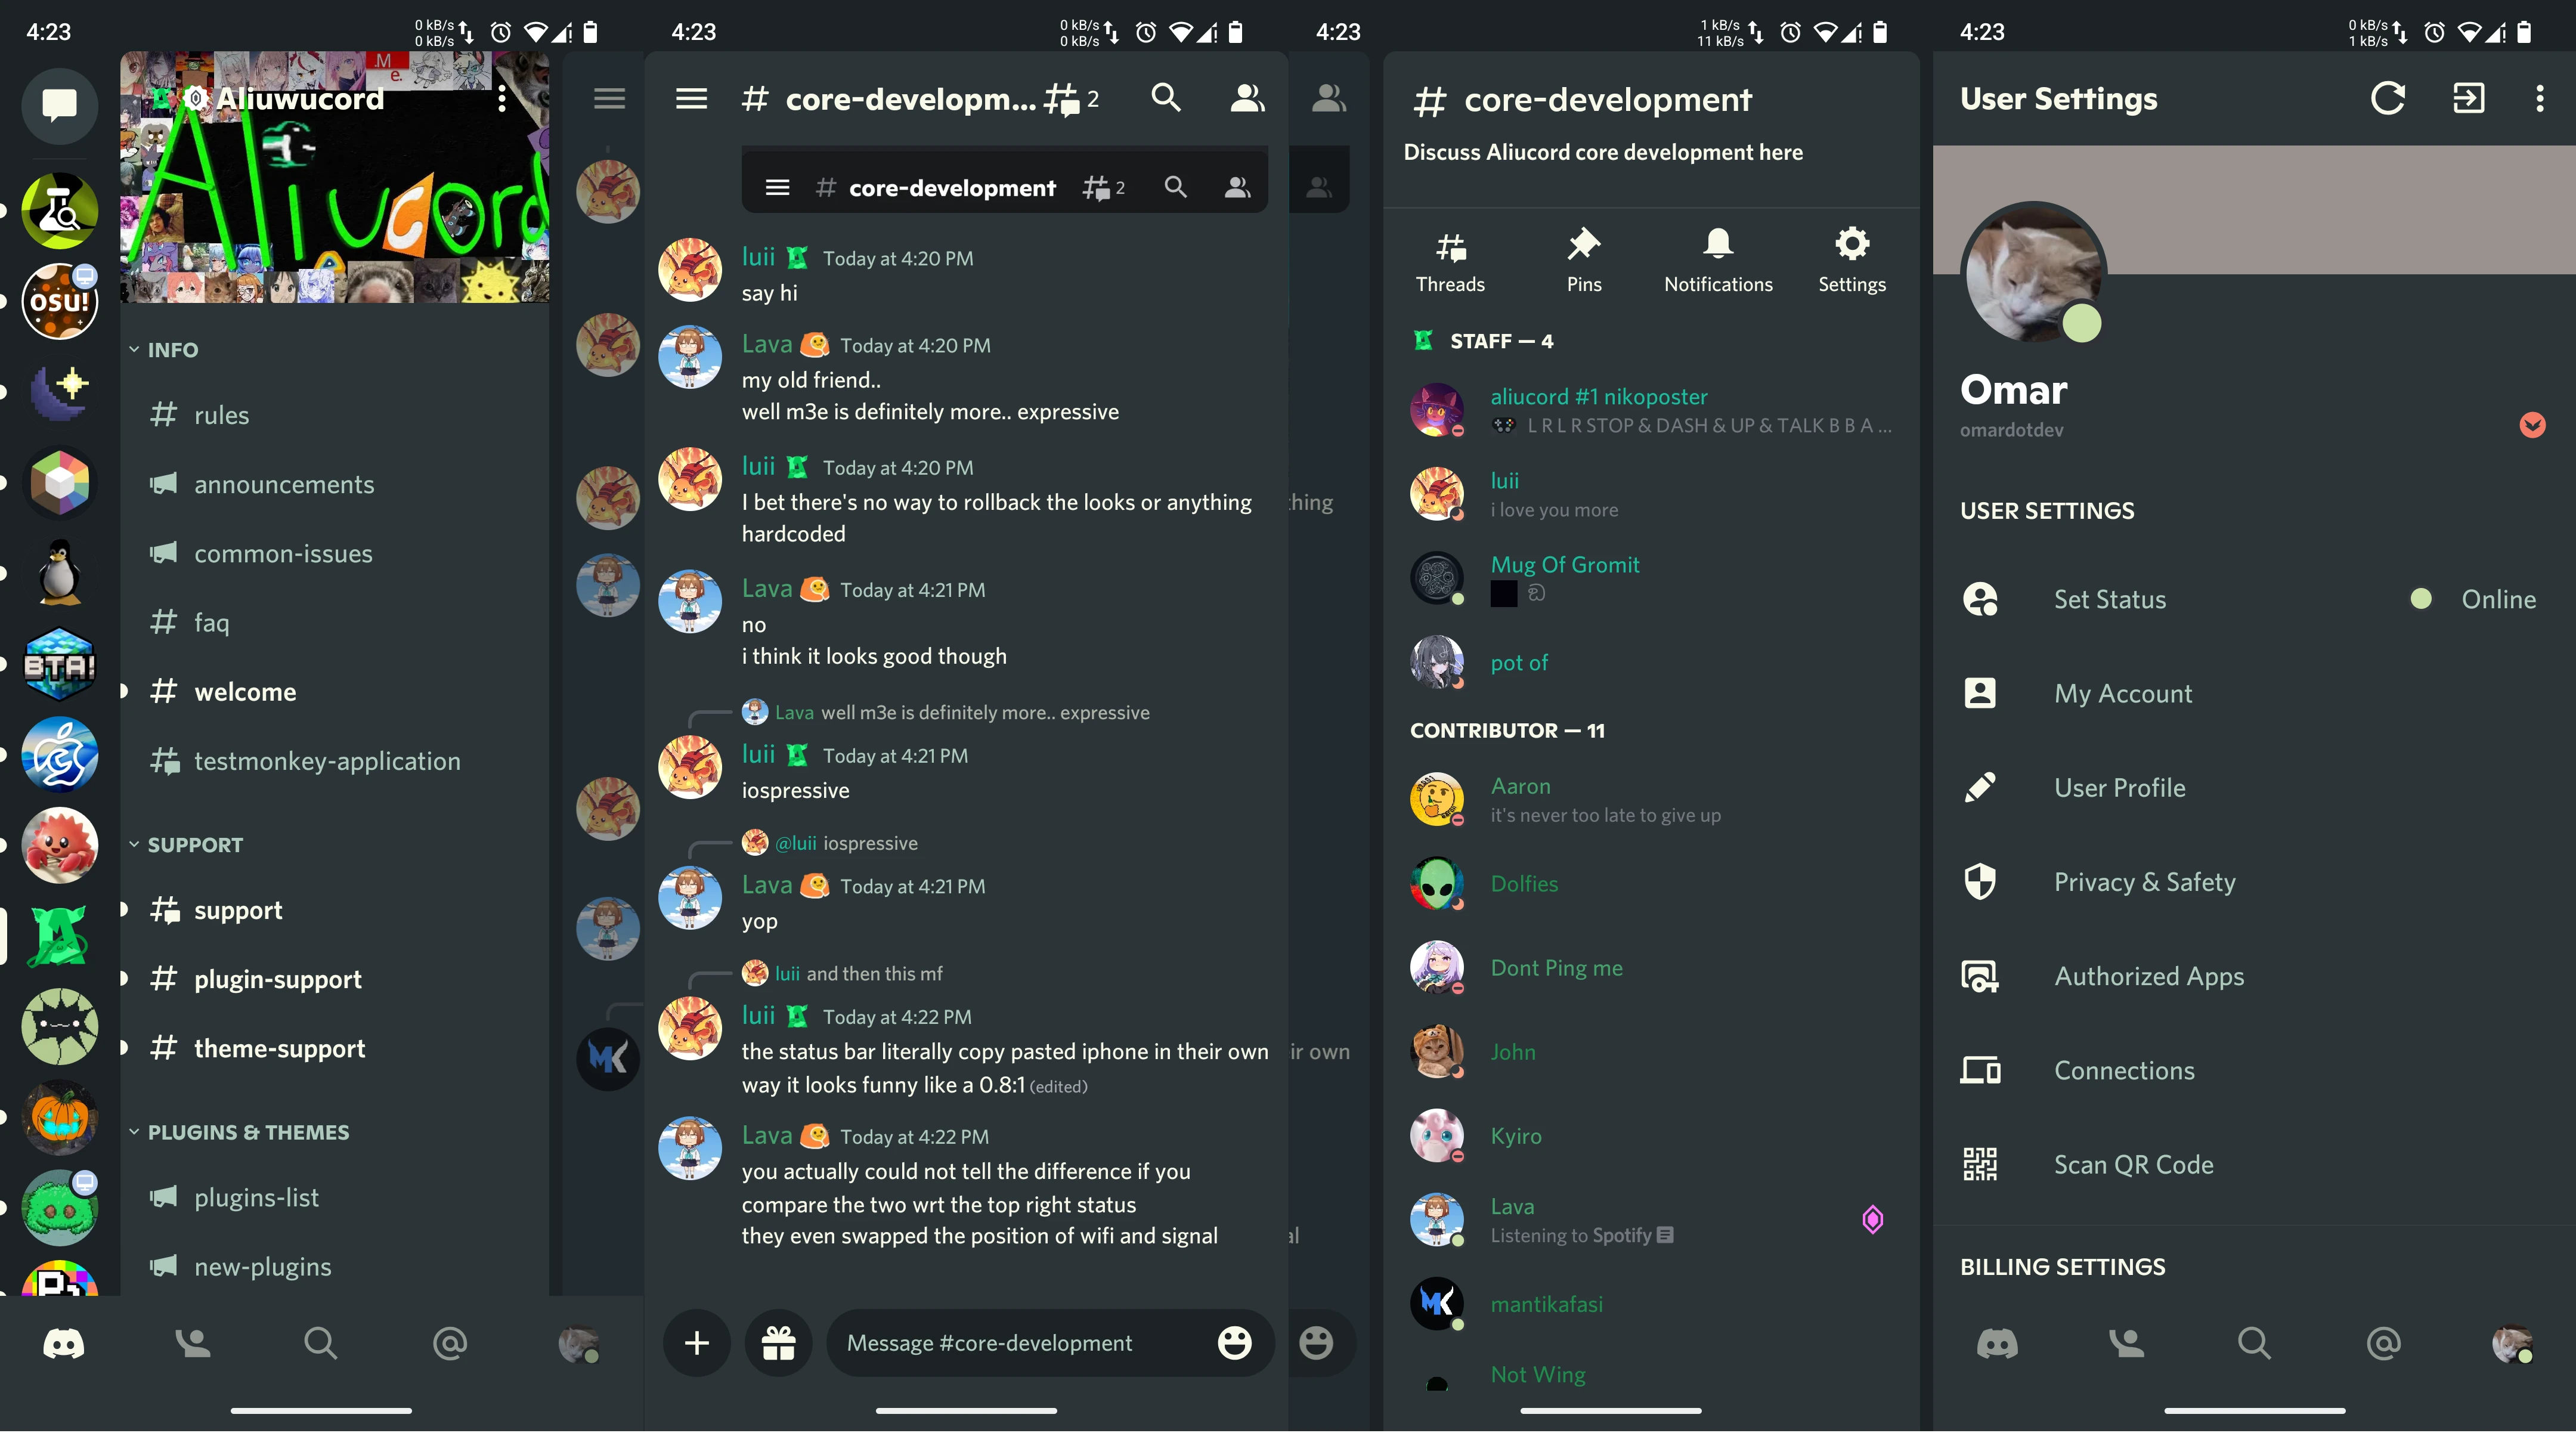 4:23
0 kB/s
0 kB/s
Aliuwucord
M
e.
Aliucord
osu!
BTA!
INFO
rules
announcements
common-issues
faq
welcome
testmonkey-application
SUPPORT
support
plugin-support
theme-support
PLUGINS & THEMES
plugins-list
new-plugins
4:23
0 kB/s
0 kB/s
# core-developm... 2
# core-development 2
luii Today at 4:20 PM
say hi
Lava Today at 4:20 PM
my old friend..
well m3e is definitely more.. expressive
luii Today at 4:20 PM
I bet there's no way to rollback the looks or anything
hardcoded
Lava Today at 4:21 PM
no
i think it looks good though
Lava well m3e is definitely more.. expressive
luii Today at 4:21 PM
iospressive
@luii iospressive
Lava Today at 4:21 PM
yop
luii and then this mf
luii Today at 4:22 PM
the status bar literally copy pasted iphone in their own
way it looks funny like a 0.8:1 (edited)
Lava Today at 4:22 PM
you actually could not tell the difference if you
compare the two wrt the top right status
they even swapped the position of wifi and signal
Message #core-development
MK
4:23
1 kB/s
11 kB/s
hing
ir own
al
# core-development
Discuss Aliucord core development here
Threads
Pins
Notifications
Settings
STAFF — 4
aliucord #1 nikoposter
L R L R STOP & DASH & UP & TALK B B A ...
luii
i love you more
Mug Of Gromit
pot of
CONTRIBUTOR — 11
Aaron
it's never too late to give up
Dolfies
Dont Ping me
John
Kyiro
Lava
Listening to Spotify
MK
mantikafasi
Not Wing
4:23
0 kB/s
1 kB/s
User Settings
Omar
omardotdev
USER SETTINGS
Set Status
Online
My Account
User Profile
Privacy & Safety
Authorized Apps
Connections
Scan QR Code
BILLING SETTINGS